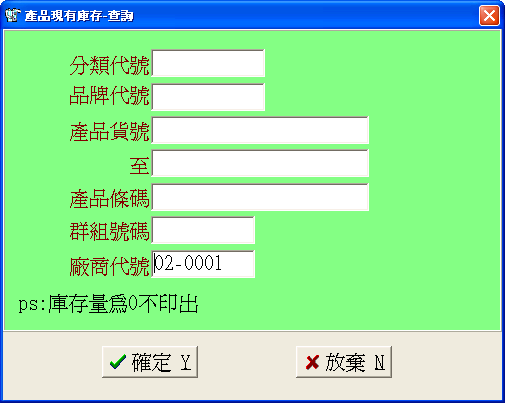 產品現有庫存-查詢
分類代號
品牌代號
產品貨號
至
產品條碼
群組號碼
廠商代號 02-0001
ps:庫存量為0不印出
確定 Y 放棄 N